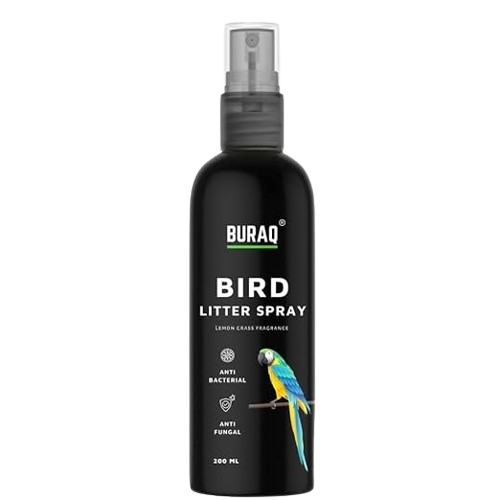 BURAQ®
BIRD
LITTER SPRAY
LEMON GRASS FRAGRANCE
ANTI
BACTERIAL
ANTI
FUNGAL
200 ML